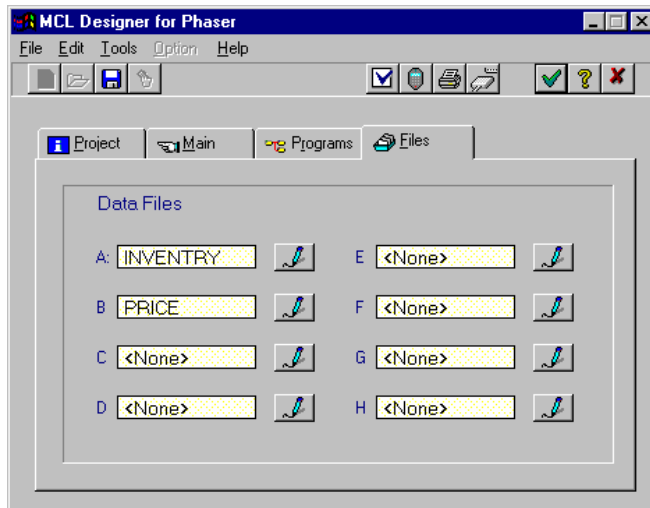 MCL Designer for Phaser
File Edit Tools Option Help
Project Main Programs Files
Data Files
A: INVENTRY E <None>
B PRICE F <None>
C <None> G <None>
D <None> H <None>